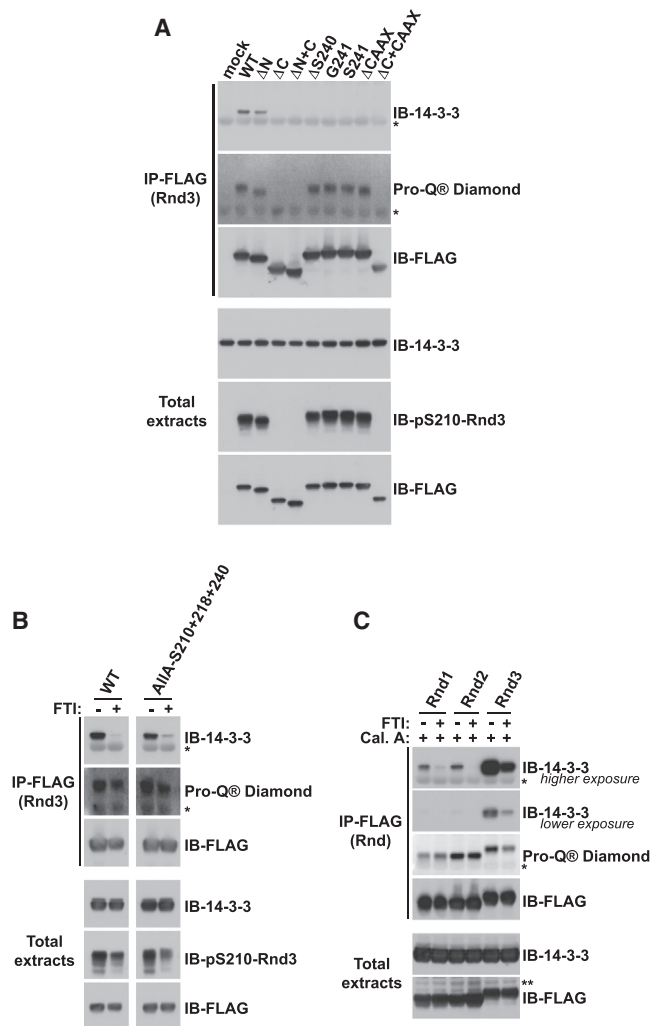 A
mock
WT
ΔN
ΔC
ΔN+C
ΔS240
G241
S241
ΔCAAX
ΔC+CAAX
IP-FLAG
(Rnd3)
IB-14-3-3
*
Pro-Q® Diamond
*
IB-FLAG
Total
extracts
IB-14-3-3
IB-pS210-Rnd3
IB-FLAG
B
WT
AllA-S210+218+240
FTI: - + - +
IP-FLAG
(Rnd3)
IB-14-3-3
*
Pro-Q® Diamond
*
IB-FLAG
Total
extracts
IB-14-3-3
IB-pS210-Rnd3
IB-FLAG
C
Rnd1
Rnd2
Rnd3
FTI: - + - + - +
Cal. A: + + + + + +
IP-FLAG
(Rnd)
IB-14-3-3
* higher exposure
IB-14-3-3
lower exposure
Pro-Q® Diamond
*
IB-FLAG
Total
extracts
IB-14-3-3
**
IB-FLAG